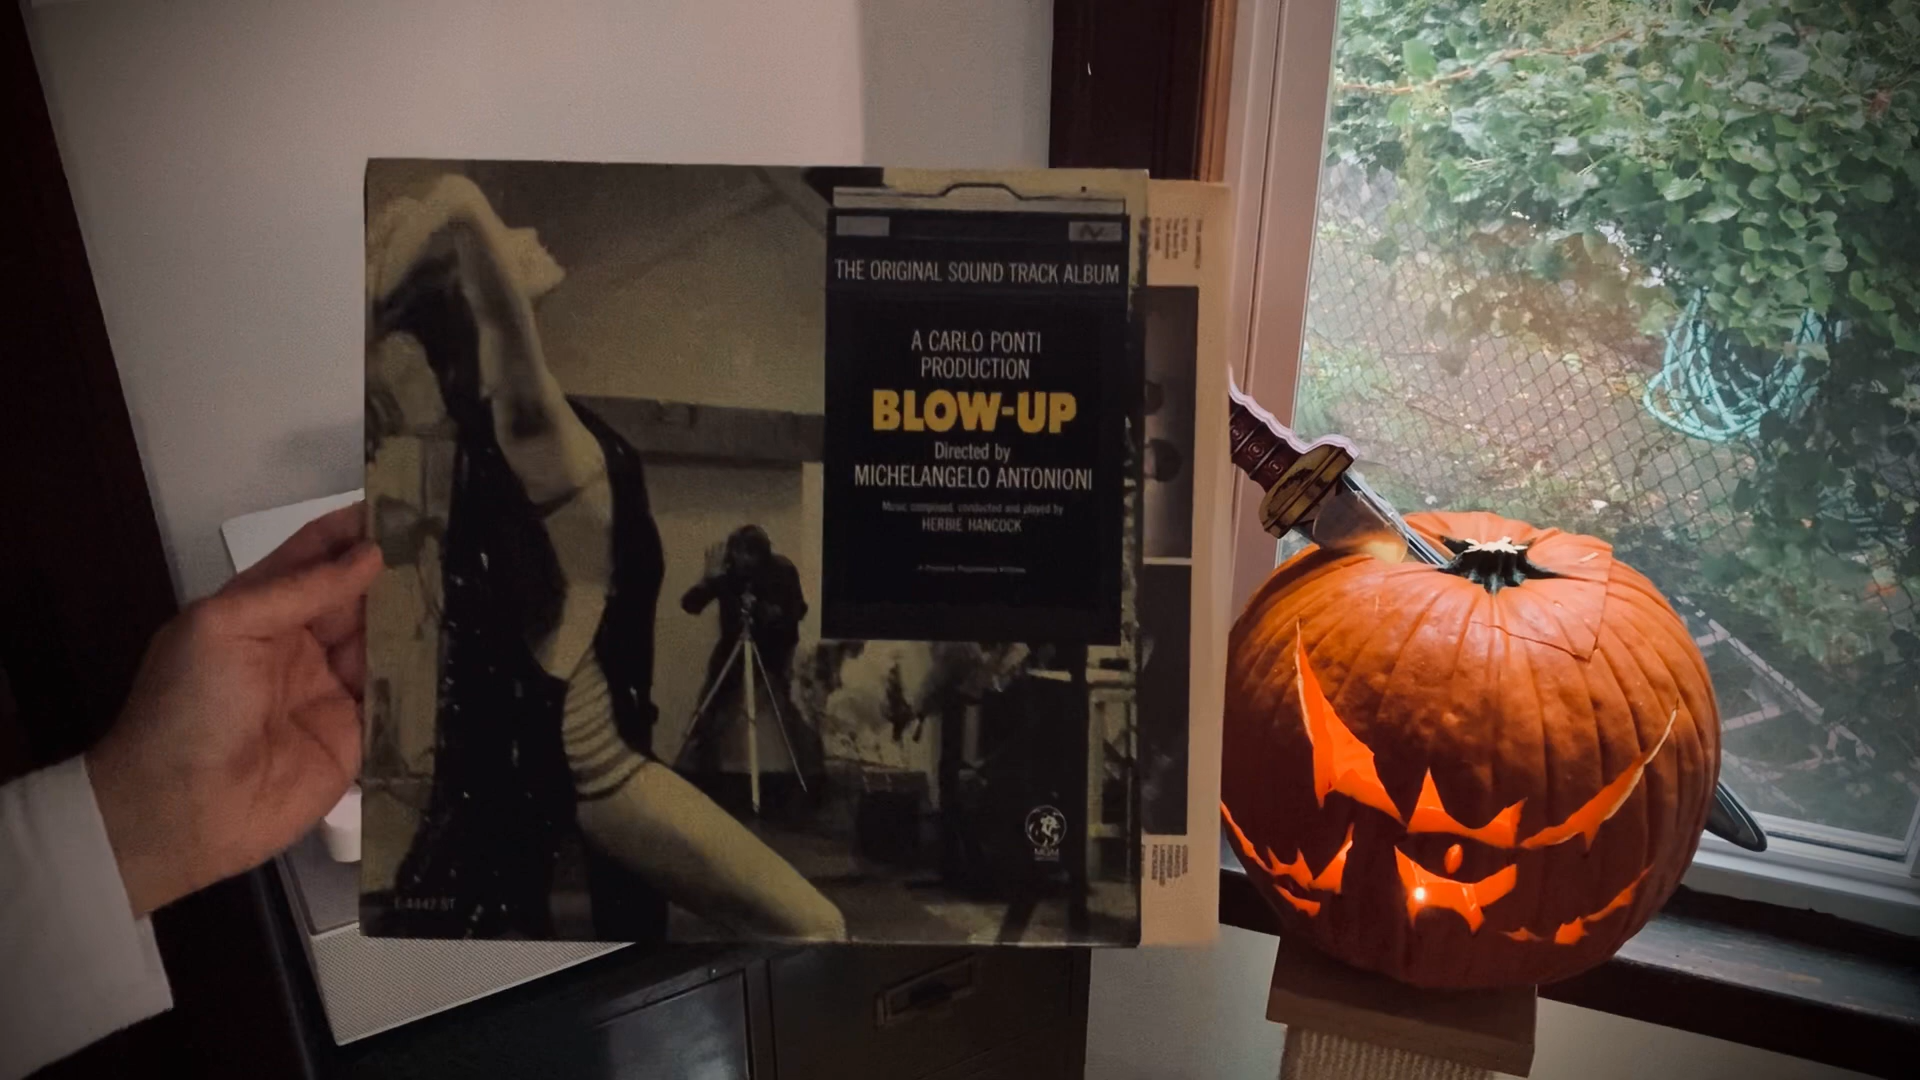 THE ORIGINAL SOUND TRACK ALBUM
A CARLO PONTI
PRODUCTION
BLOW-UP
Directed by
MICHELANGELO ANTONIONI
Music composed, conducted and played by
HERBIE HANCOCK
MGM